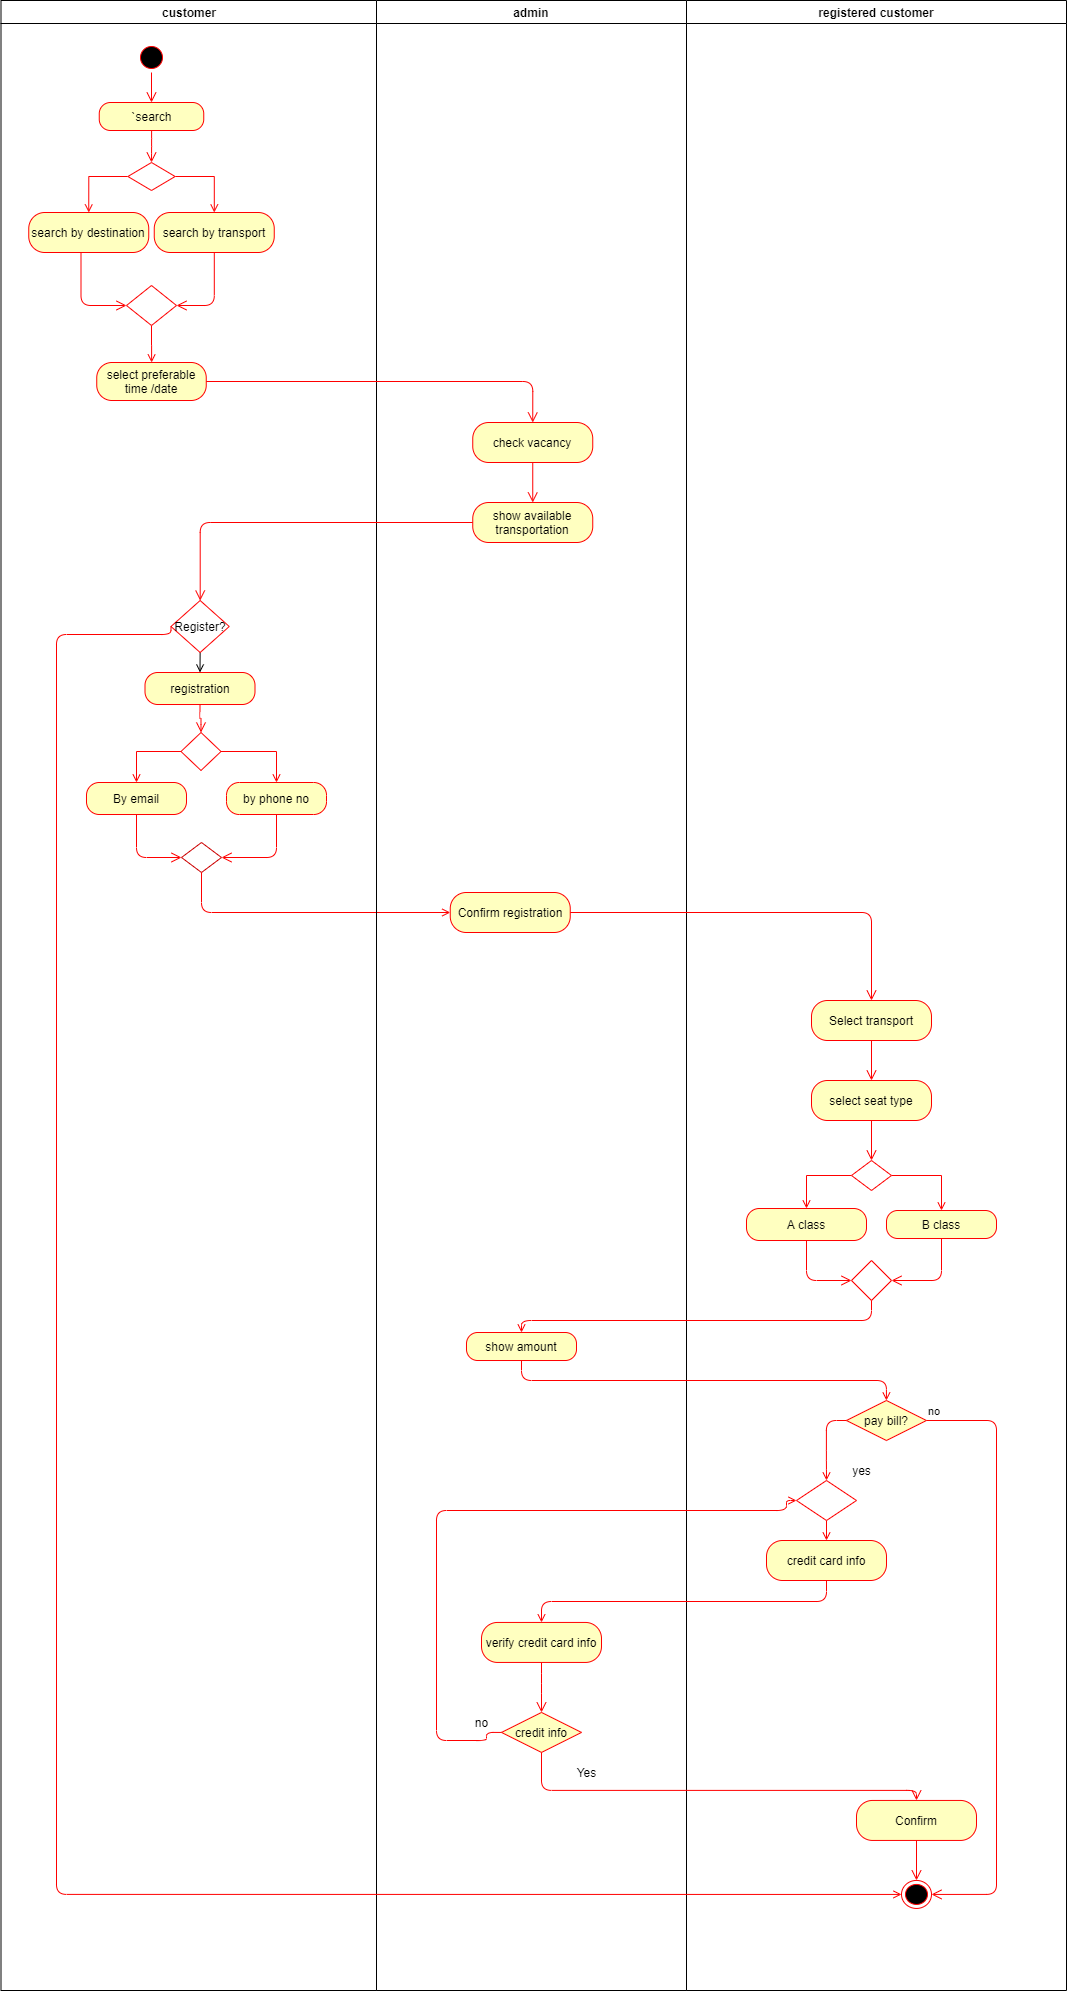 customer
admin
registered customer
`search
search by destination
search by transport
select preferable
time /date
check vacancy
show available
transportation
Register?
registration
By email
by phone no
Confirm registration
Select transport
select seat type
A class
B class
show amount
pay bill?
no
yes
credit card info
verify credit card info
no
credit info
Yes
Confirm